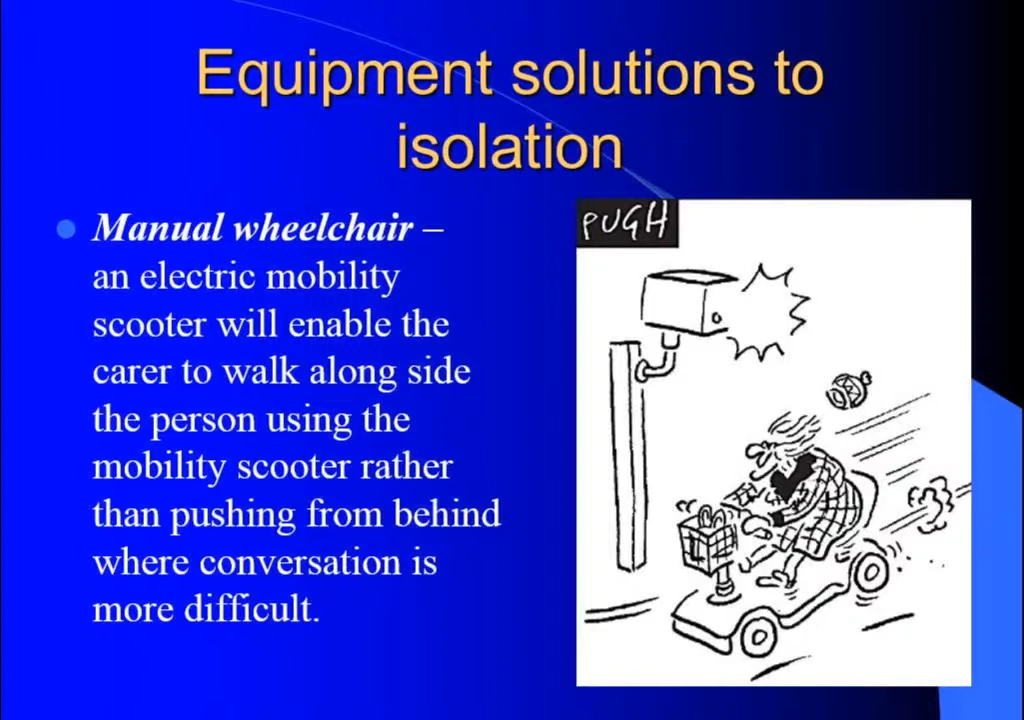 Equipment solutions to
isolation
Manual wheelchair –
an electric mobility
scooter will enable the
carer to walk along side
the person using the
mobility scooter rather
than pushing from behind
where conversation is
more difficult.
PUGH